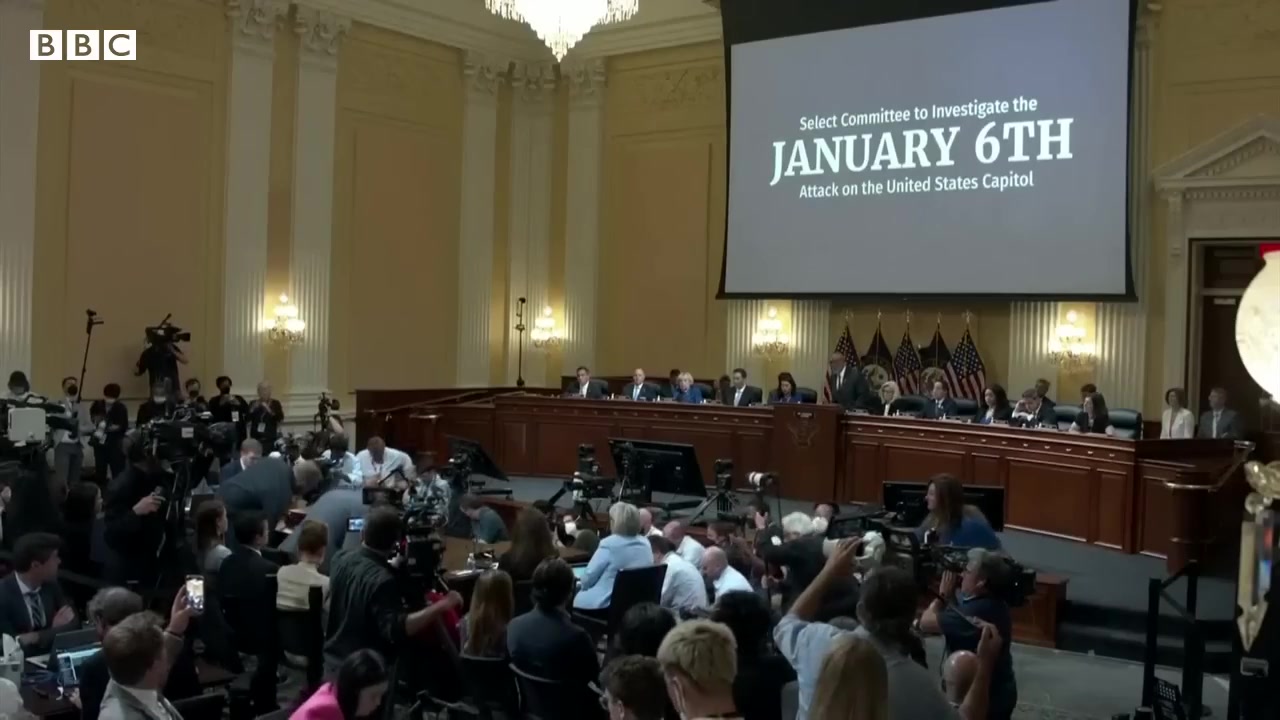 BBC
Select Committee to Investigate the
JANUARY 6TH
Attack on the United States Capitol